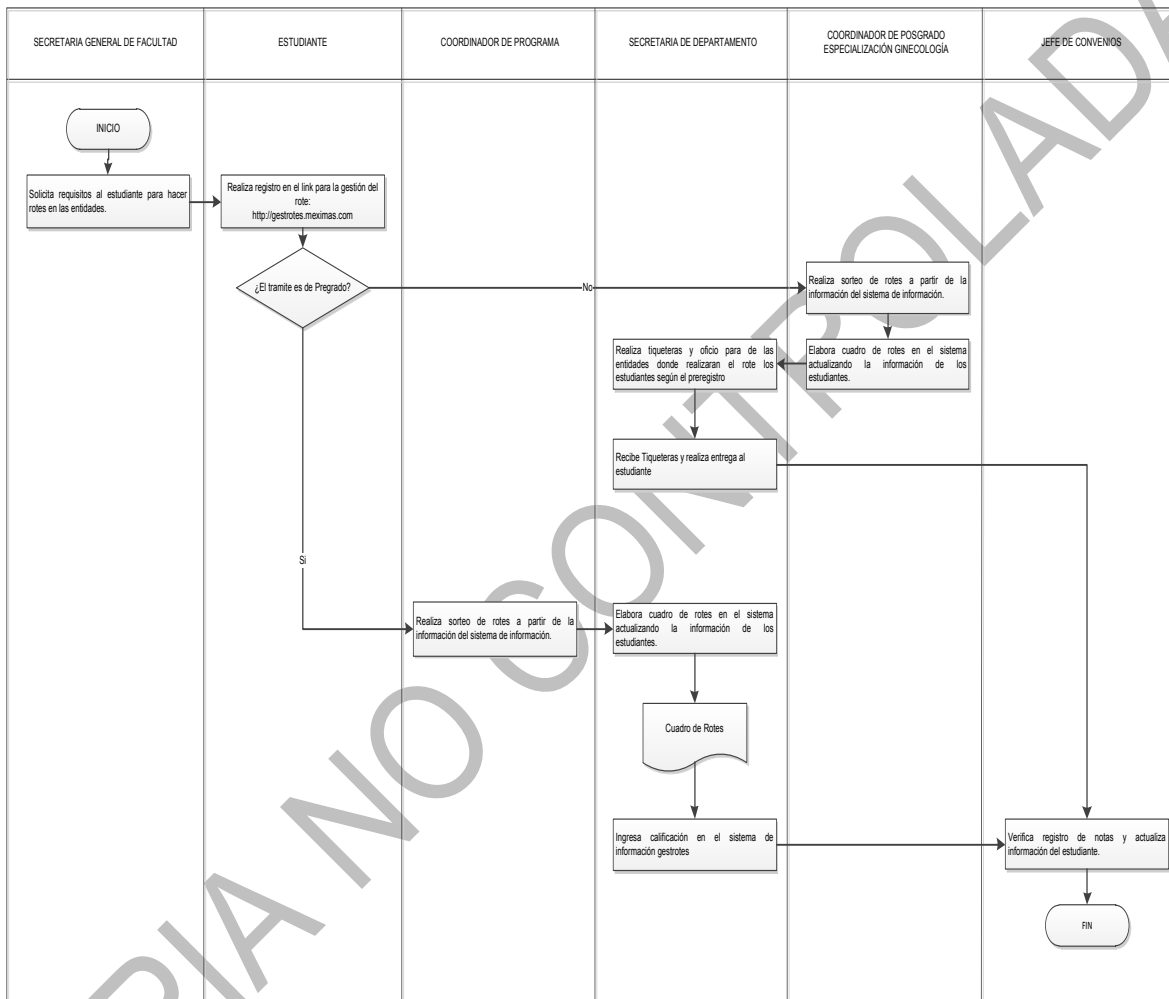 SECRETARIA GENERAL DE FACULTAD
ESTUDIANTE
COORDINADOR DE PROGRAMA
SECRETARIA DE DEPARTAMENTO
COORDINADOR DE POSGRADO
ESPECIALIZACIÓN GINECOLOGÍA
JEFE DE CONVENIOS
INICIO
Solicita requisitos al estudiante para hacer
rotes en las entidades.
Realiza registro en el link para la gestión del
rote:
http://gestrotes.meximas.com
¿El tramite es de Pregrado?
No
Realiza sorteo de rotes a partir de la
información del sistema de información.
Elabora cuadro de rotes en el sistema
actualizando la información de los
estudiantes.
Realiza tiqueteras y oficio para de las
entidades donde realizaran el rote los
estudiantes según el preregistro
Recibe Tiqueteras y realiza entrega al
estudiante
Si
Realiza sorteo de rotes a partir de la
información del sistema de información.
Elabora cuadro de rotes en el sistema
actualizando la información de los
estudiantes.
Cuadro de Rotes
Ingresa calificación en el sistema de
información gestrotes
Verifica registro de notas y actualiza
información del estudiante.
FIN
RIA NO CONTROLADA